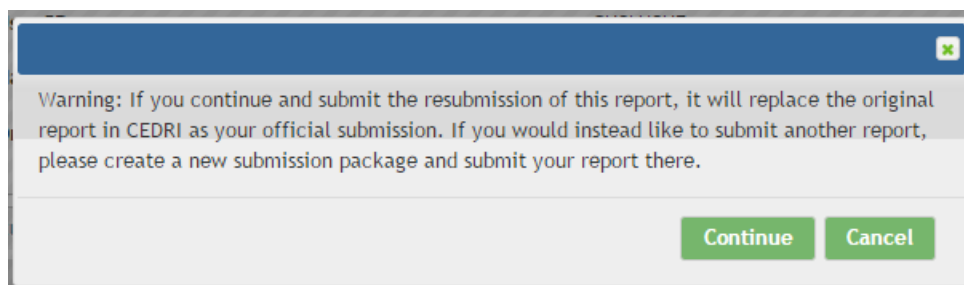 Warning: If you continue and submit the resubmission of this report, it will replace the original
report in CEDRI as your official submission. If you would instead like to submit another report,
please create a new submission package and submit your report there.
Continue Cancel